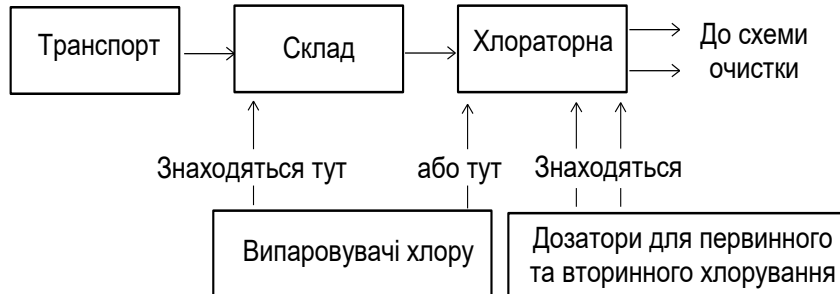 Транспорт
Склад
Хлораторна
До схеми
очистки
Знаходяться тут
або тут
Знаходяться
Випаровувачі хлору
Дозатори для первинного
та вторинного хлорування